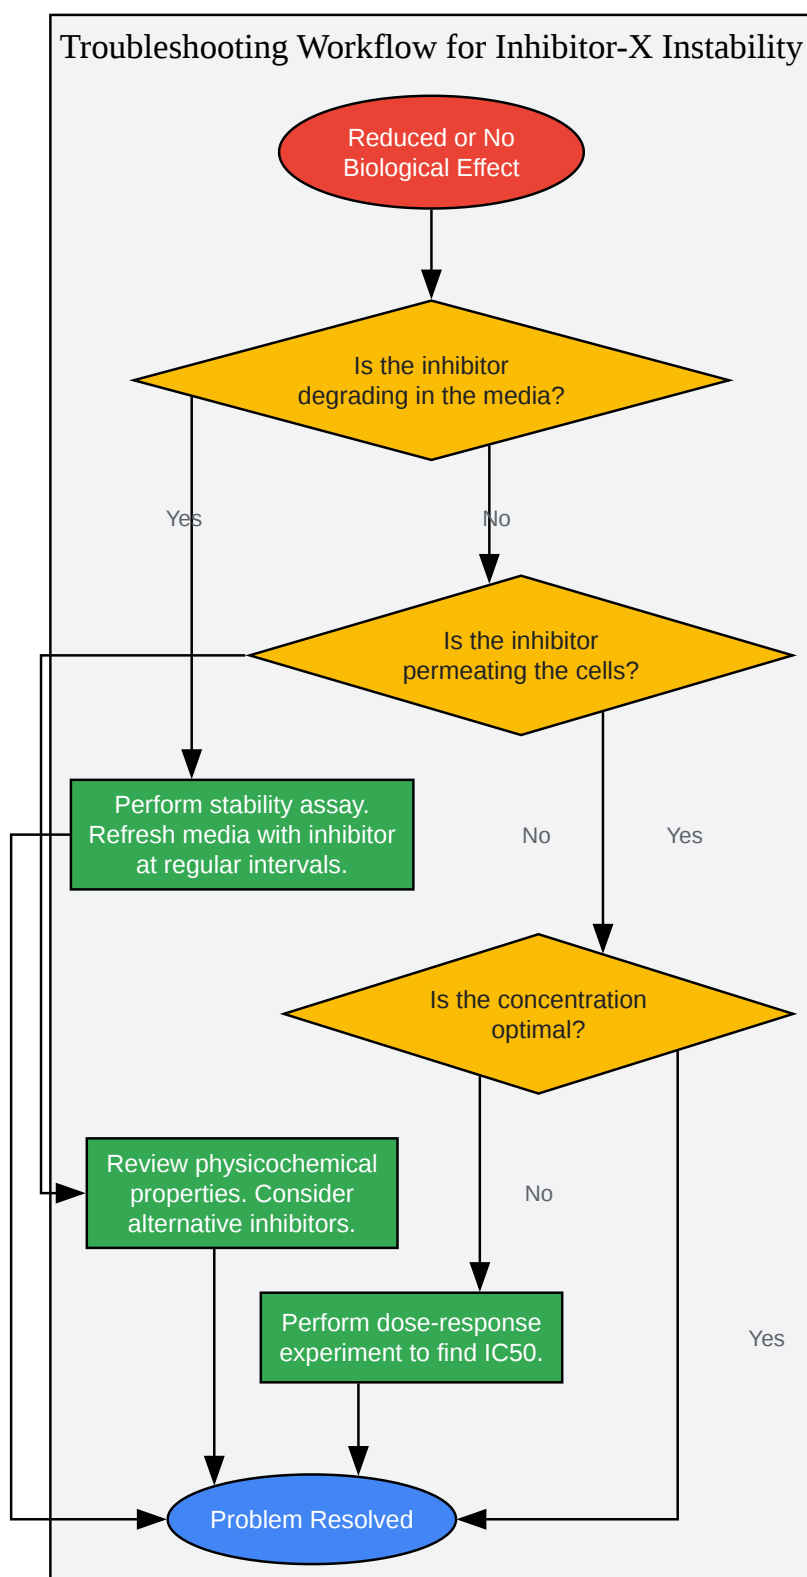 Troubleshooting Workflow for Inhibitor-X Instability
Reduced or No
Biological Effect
Is the inhibitor
degrading in the media?
Yes
No
Is the inhibitor
permeating the cells?
Perform stability assay.
Refresh media with inhibitor
at regular intervals.
No
Yes
Is the concentration
optimal?
Review physicochemical
properties. Consider
alternative inhibitors.
No
Perform dose-response
experiment to find IC50.
Yes
Problem Resolved